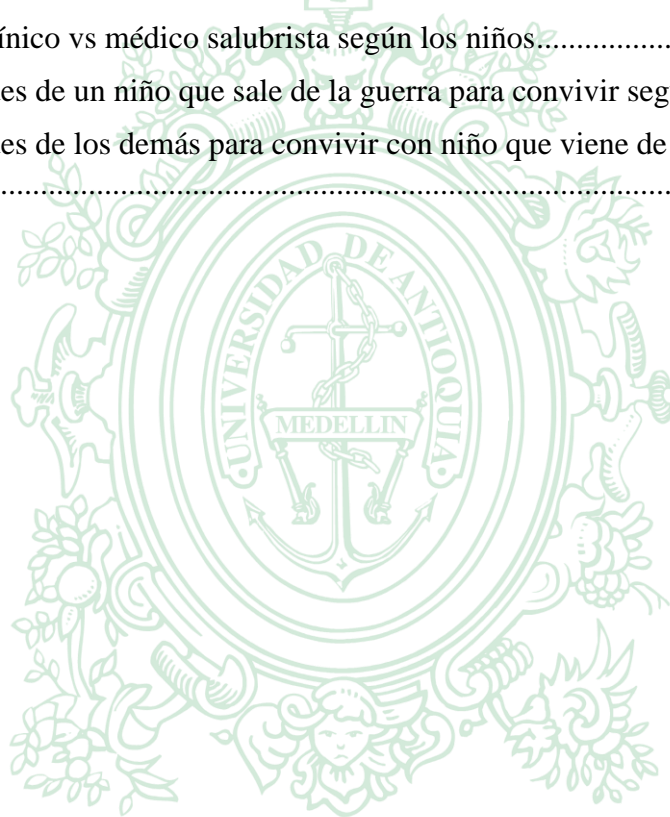 ínico vs médico salubrista según los niños..................
es de un niño que sale de la guerra para convivir seg
es de los demás para convivir con niño que viene de
................................................................................
UNIVERSIDAD DE ANTIOQUIA
MEDELLIN